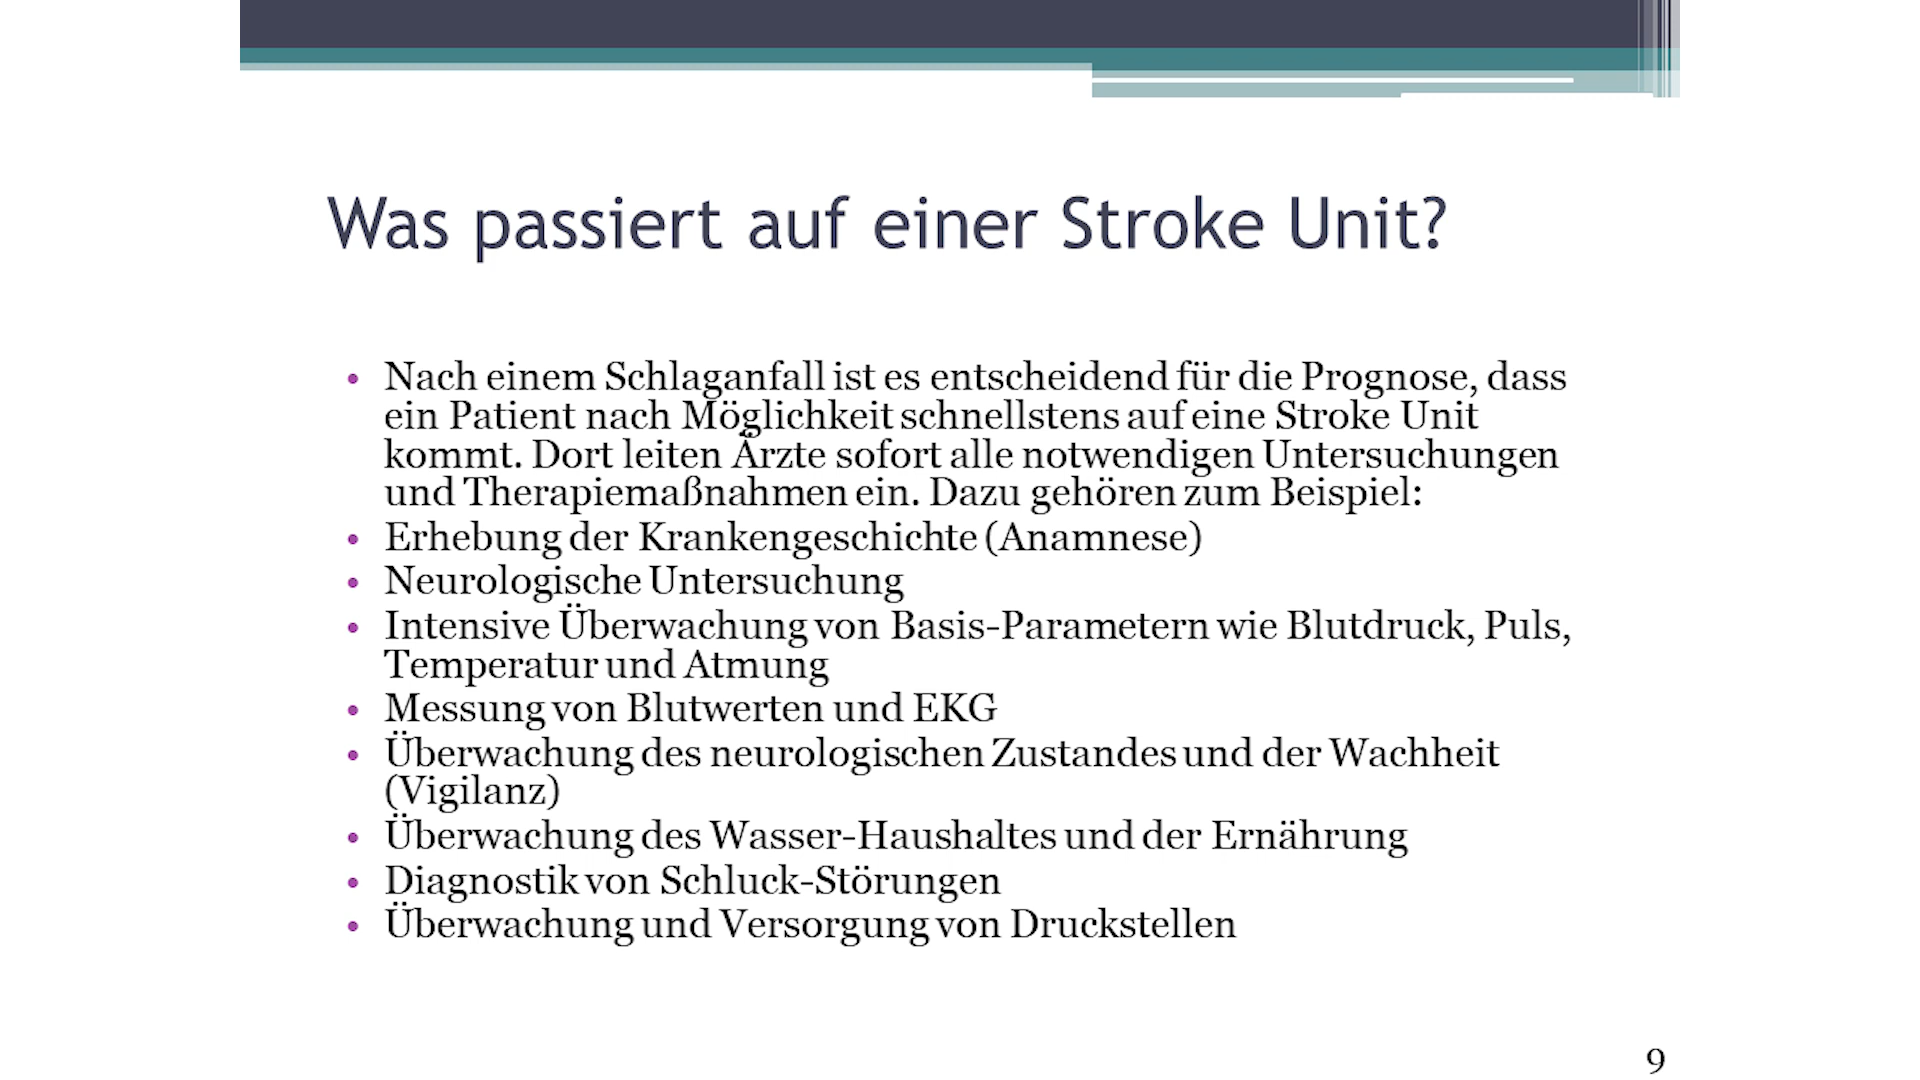 Was passiert auf einer Stroke Unit?
• Nach einem Schlaganfall ist es entscheidend für die Prognose, dass
ein Patient nach Möglichkeit schnellstens auf eine Stroke Unit
kommt. Dort leiten Ärzte sofort alle notwendigen Untersuchungen
und Therapiemaßnahmen ein. Dazu gehören zum Beispiel:
• Erhebung der Krankengeschichte (Anamnese)
• Neurologische Untersuchung
• Intensive Überwachung von Basis-Parametern wie Blutdruck, Puls,
Temperatur und Atmung
• Messung von Blutwerten und EKG
• Überwachung des neurologischen Zustandes und der Wachheit
(Vigilanz)
• Überwachung des Wasser-Haushaltes und der Ernährung
• Diagnostik von Schluck-Störungen
• Überwachung und Versorgung von Druckstellen
9